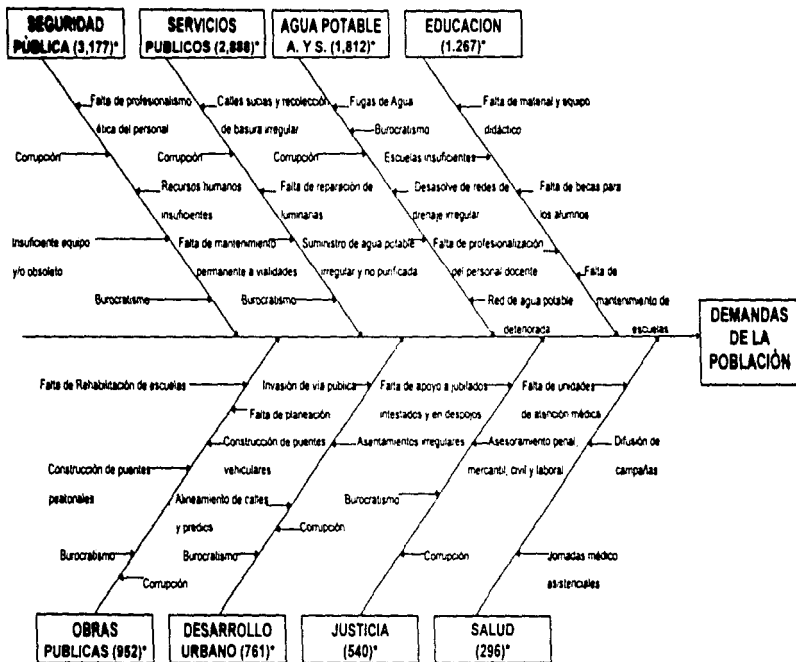 SEGURIDAD
PÚBLICA (3,177)*
SERVICIOS
PUBLICOS (2,888)*
AGUA POTABLE
A. Y S. (1,812)*
EDUCACION
(1.267)*
Falta de profesionalismo
ética del personal
Corrupción
Recursos humanos
insuficientes
Insuficiente equipo
y/o obsoleto
Burocratismo
Calles sucias y recolección
de basura irregular
Corrupción
Falta de reparación de
luminarias
Falta de mantenimiento
permanente a vialidades
Burocratismo
Fugas de Agua
Burocratismo
Corrupción
Desasolve de redes de
drenaje irregular
Suministro de agua potable
irregular y no purificada
Red de agua potable
deteriorada
Falta de material y equipo
didáctico
Escuelas insuficientes
Falta de becas para
los alumnos
Falta de profesionalización
del personal docente
Falta de
mantenimiento de
escuelas
DEMANDAS
DE LA
POBLACIÓN
Falta de Rehabilitación de escuelas
Falta de planeación
Construcción de puentes
vehiculares
Construcción de puentes
peatonales
Burocratismo
Corrupción
Invasión de vía publica
Asentamientos irregulares
Alineamiento de calles
y predios
Corrupción
Burocratismo
Falta de apoyo a jubilados
intestados y en despojos
Asesoramiento penal,
mercantil, civil y laboral
Burocratismo
Corrupción
Falta de unidades
de atención médica
Difusión de
campañas
Jornadas médico
asistenciales
OBRAS
PUBLICAS (952)*
DESARROLLO
URBANO (761)*
JUSTICIA
(540)*
SALUD
(296)*